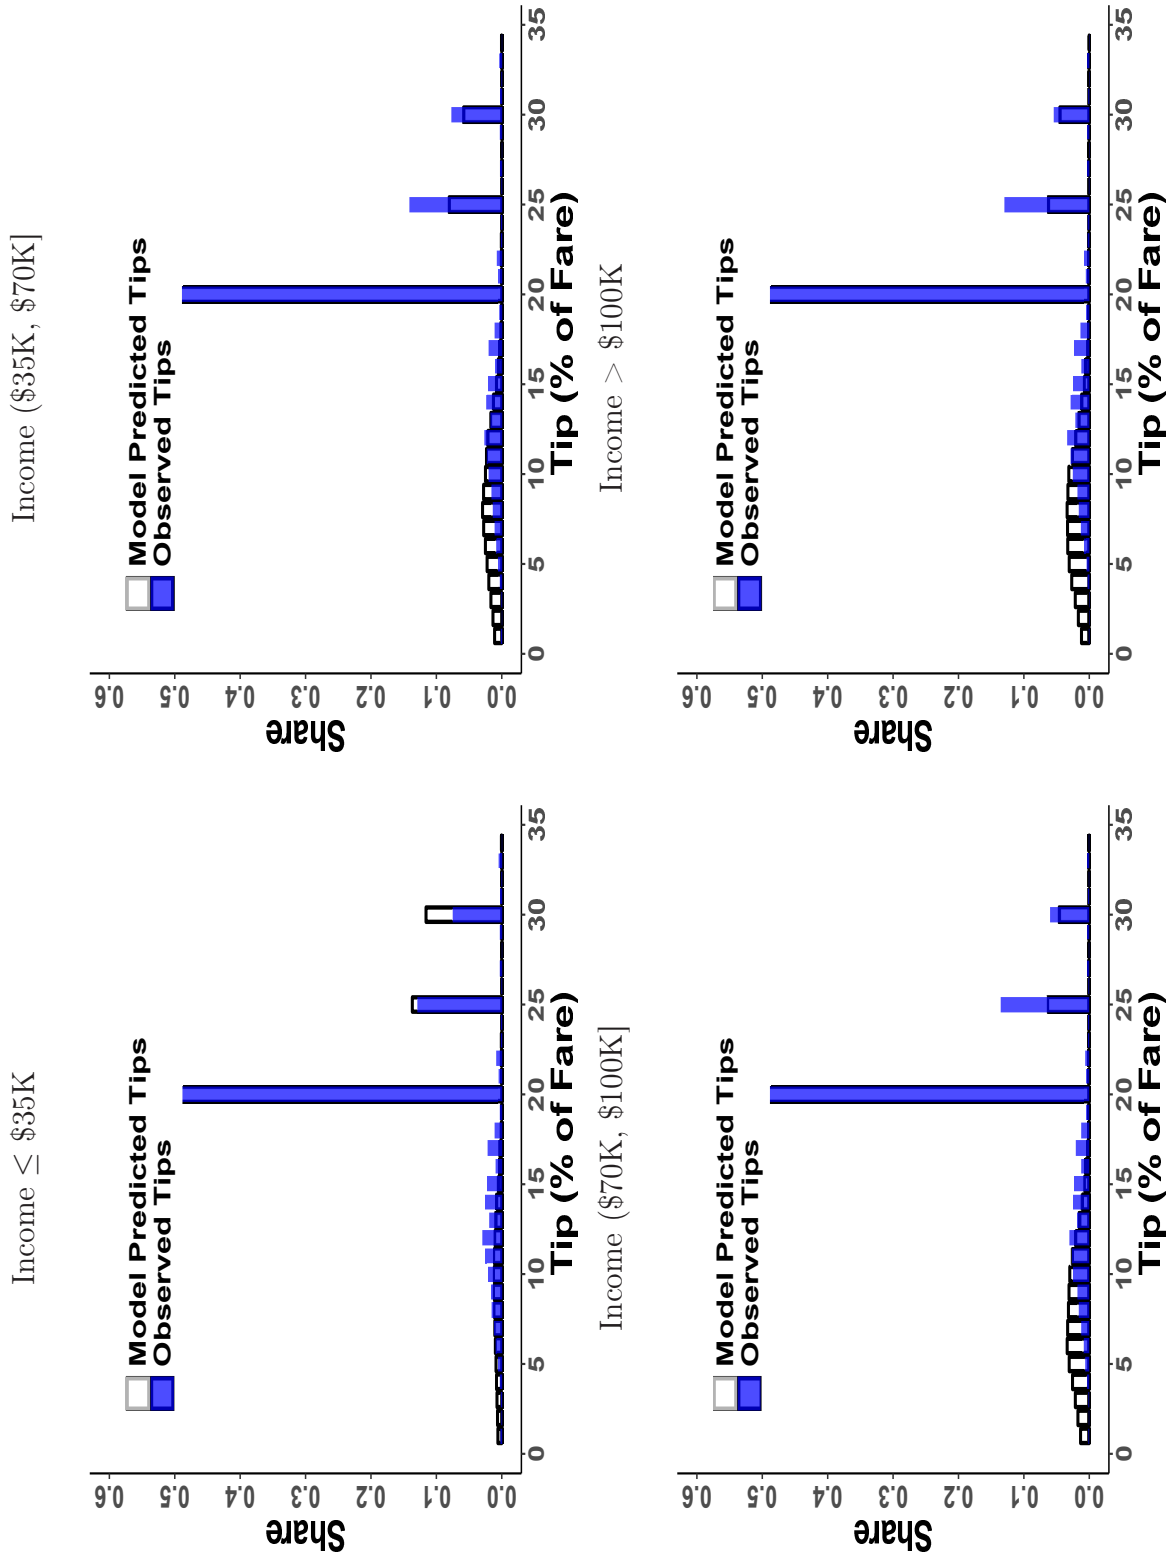 Income ≤ $35K
Model Predicted Tips
Observed Tips
Share
0.0 0.1 0.2 0.3 0.4 0.5 0.6
0 5 10 15 20 25 30 35
Tip (% of Fare)
Income ($35K, $70K]
Model Predicted Tips
Observed Tips
Share
0.0 0.1 0.2 0.3 0.4 0.5 0.6
0 5 10 15 20 25 30 35
Tip (% of Fare)
Income ($70K, $100K]
Model Predicted Tips
Observed Tips
Share
0.0 0.1 0.2 0.3 0.4 0.5 0.6
0 5 10 15 20 25 30 35
Tip (% of Fare)
Income > $100K
Model Predicted Tips
Observed Tips
Share
0.0 0.1 0.2 0.3 0.4 0.5 0.6
0 5 10 15 20 25 30 35
Tip (% of Fare)